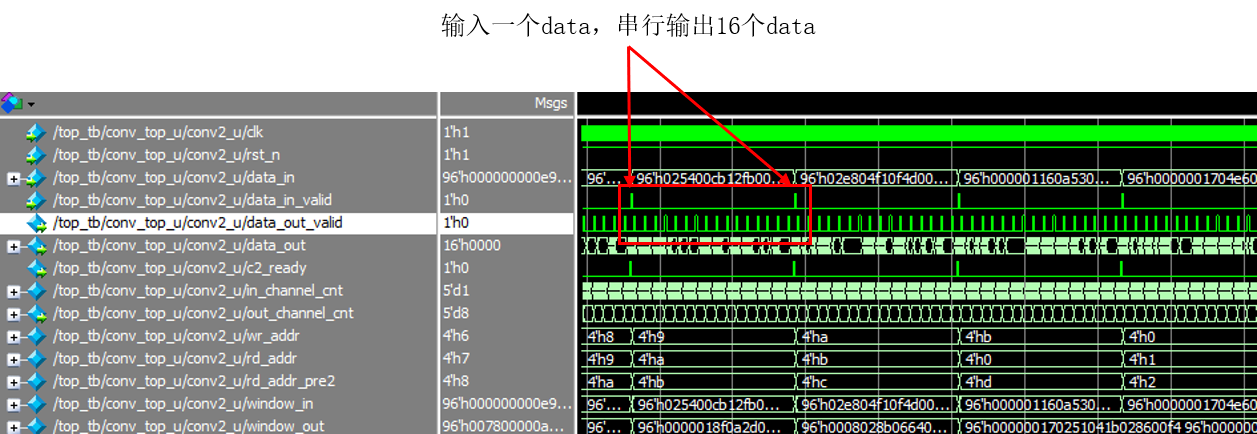 输入一个data，串行输出16个data
Msgs
/top_tb/conv_top_u/conv2_u/clk 1'h1
/top_tb/conv_top_u/conv2_u/rst_n 1'h1
/top_tb/conv_top_u/conv2_u/data_in 96'h000000000e9... 96'... 96'h025400cb12fb00... 96'h02e804f10f4d00... 96'h000001160a530... 96'h0000001704e60
/top_tb/conv_top_u/conv2_u/data_in_valid 1'h0
/top_tb/conv_top_u/conv2_u/data_out_valid 1'h0
/top_tb/conv_top_u/conv2_u/data_out 16'h0000
/top_tb/conv_top_u/conv2_u/c2_ready 1'h0
/top_tb/conv_top_u/conv2_u/in_channel_cnt 5'd1
/top_tb/conv_top_u/conv2_u/out_channel_cnt 5'd8
/top_tb/conv_top_u/conv2_u/wr_addr 4'h6 4'h8 4'h9 4'ha 4'hb 4'h0
/top_tb/conv_top_u/conv2_u/rd_addr 4'h7 4'h9 4'ha 4'hb 4'h0 4'h1
/top_tb/conv_top_u/conv2_u/rd_addr_pre2 4'h8 4'ha 4'hb 4'hc 4'hd 4'h2
/top_tb/conv_top_u/conv2_u/window_in 96'h000000000e9... 96'... 96'h025400cb12fb0... 96'h02e804f10f4d00... 96'h000001160a530... 96'h0000001704e60
/top_tb/conv_top_u/conv2_u/window_out 96'h007800000a... 96'... 96'h0000018f0a2d0... 96'h0008028b06640... 96'h000000170251041b028600f4 96'h00000...